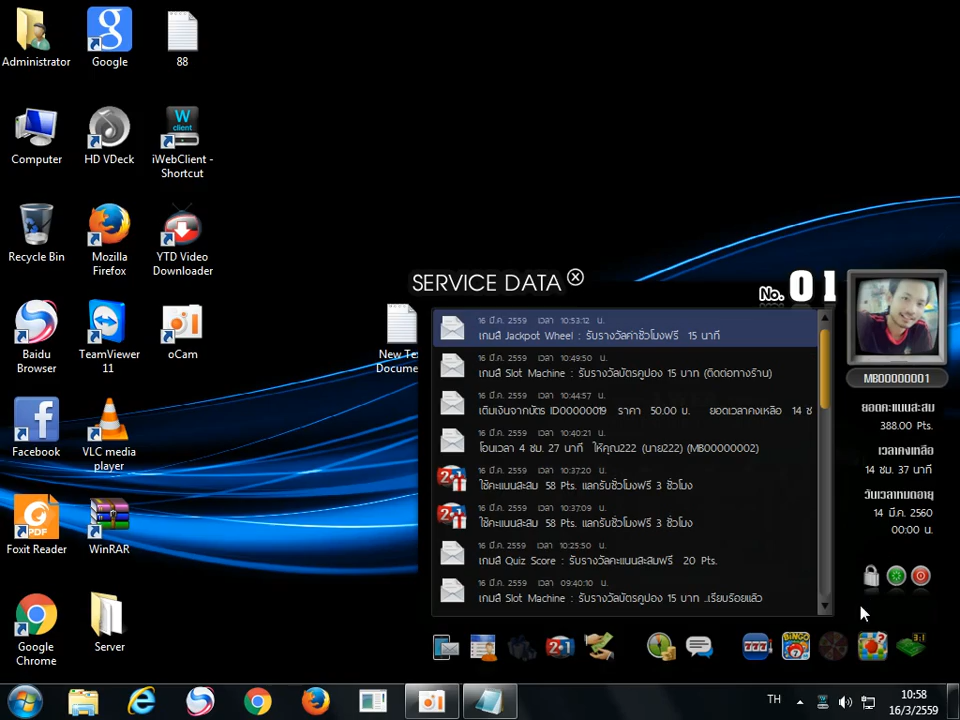 Administrator
Google
88
Computer
HD VDeck
W
client
iWebClient -
Shortcut
Recycle Bin
Mozilla
Firefox
YTD Video
Downloader
Baidu
Browser
TeamViewer
11
oCam
New Te
Docume
Facebook
VLC media
player
PDF
Foxit Reader
WinRAR
Google
Chrome
Server
SERVICE DATA
No. 01
16 มี.ค. 2559 เวลา 10:53:12 น.
เกมส์ Jackpot Wheel : รับรางวัลค่าชั่วโมงฟรี 15 นาที
16 มี.ค. 2559 เวลา 10:49:50 น.
เกมส์ Slot Machine : รับรางวัลบัตรคูปอง 15 บาท (ติดต่อทางร้าน)
16 มี.ค. 2559 เวลา 10:44:57 น.
เติมเงินจากบัตร ID00000019 ราคา 50.00 บ. ยอดเวลาคงเหลือ 14 ช
16 มี.ค. 2559 เวลา 10:40:21 น.
โอนเวลา 4 ชม. 27 นาที ให้คุณ222 (นาย222) (MB00000002)
16 มี.ค. 2559 เวลา 10:37:20 น.
ใช้คะแนนสะสม 58 Pts. แลกรับชั่วโมงฟรี 3 ชั่วโมง
16 มี.ค. 2559 เวลา 10:37:09 น.
ใช้คะแนนสะสม 58 Pts. แลกรับชั่วโมงฟรี 3 ชั่วโมง
16 มี.ค. 2559 เวลา 10:25:50 น.
เกมส์ Quiz Score : รับรางวัลคะแนนสะสมฟรี 20 Pts.
16 มี.ค. 2559 เวลา 09:40:10 น.
เกมส์ Slot Machine : รับรางวัลบัตรคูปอง 15 บาท ..เรียบร้อยแล้ว
MB00000001
ยอดคะแนนสะสม
388.00 Pts.
เวลาคงเหลือ
14 ชม. 37 นาที
วันเวลาหมดอายุ
14 มี.ค. 2560
00:00 น.
BINGO
TH
10:58
16/3/2559